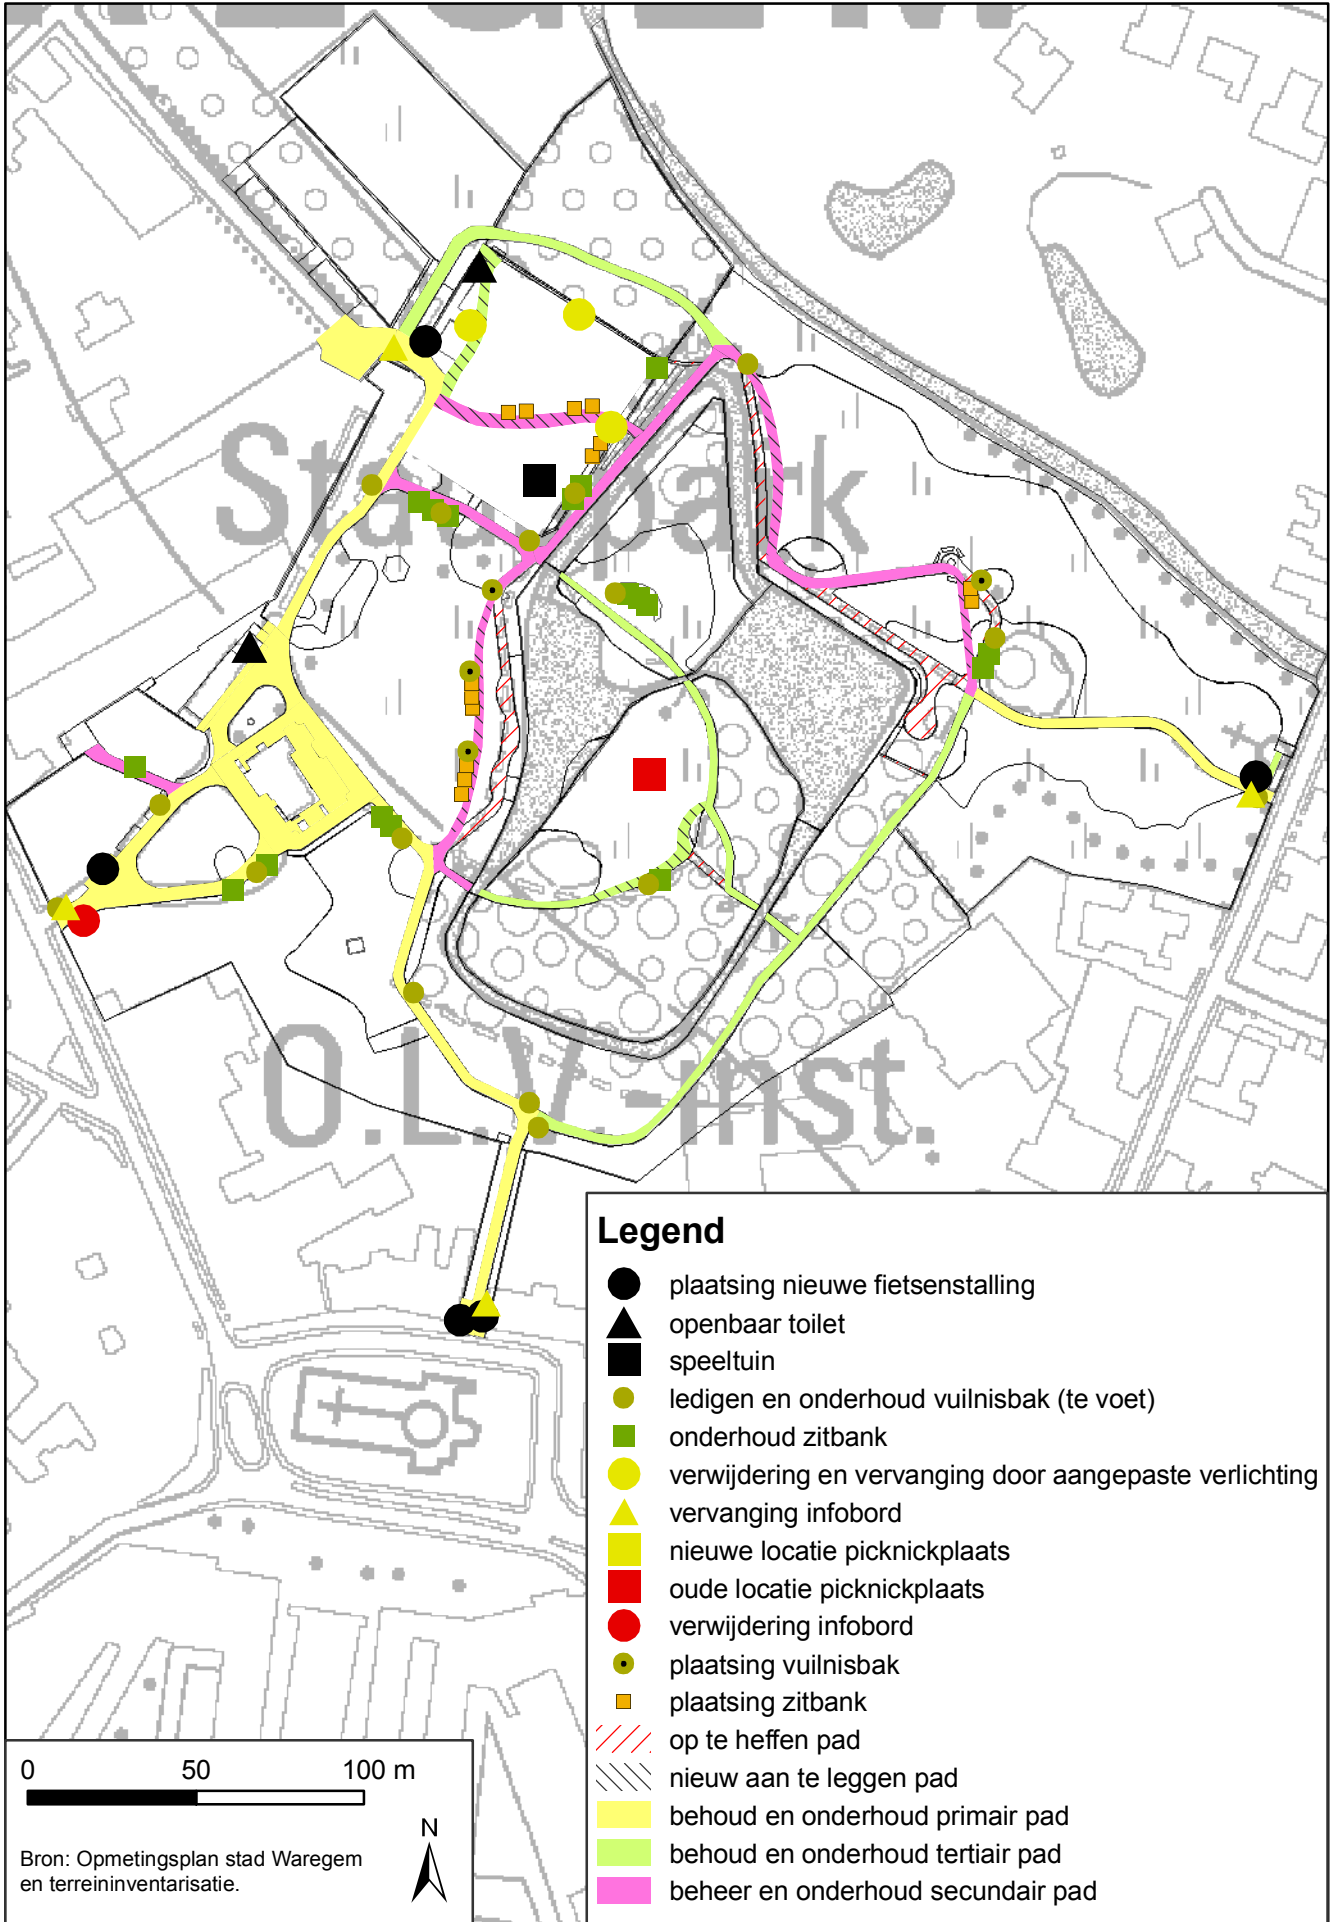 Stadspark
O.L.V.-inst.
Legend
plaatsing nieuwe fietsenstalling
openbaar toilet
speeltuin
ledigen en onderhoud vuilnisbak (te voet)
onderhoud zitbank
verwijdering en vervanging door aangepaste verlichting
vervanging infobord
nieuwe locatie picknickplaats
oude locatie picknickplaats
verwijdering infobord
plaatsing vuilnisbak
plaatsing zitbank
op te heffen pad
nieuw aan te leggen pad
behoud en onderhoud primair pad
behoud en onderhoud tertiair pad
beheer en onderhoud secundair pad
0 50 100 m
N
Bron: Opmetingsplan stad Waregem
en terreininventarisatie.